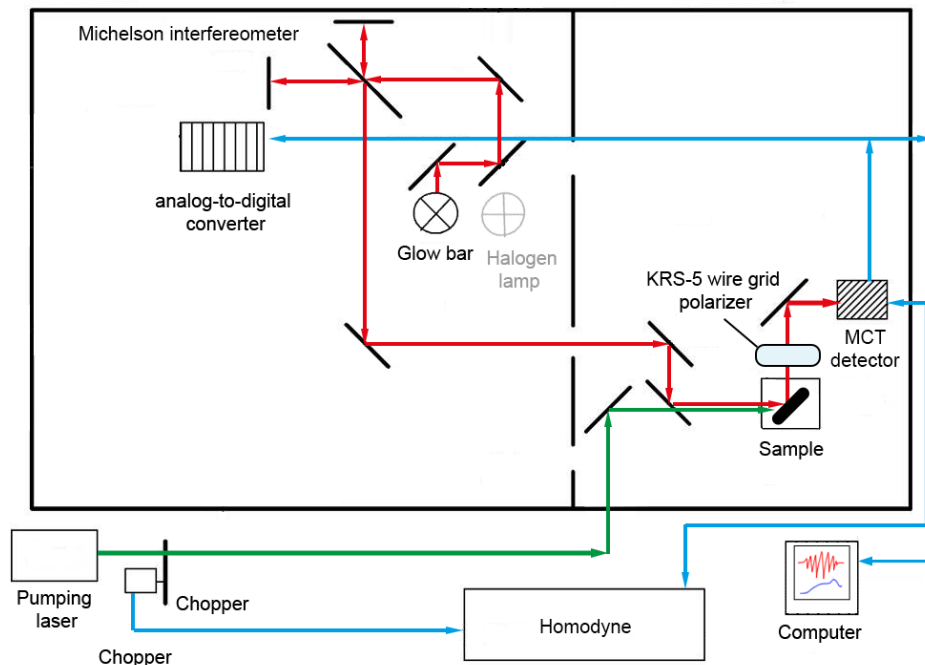 Michelson interfereometer
analog-to-digital
converter
Glow bar
Halogen
lamp
KRS-5 wire grid
polarizer
MCT
detector
Sample
Pumping
laser
Chopper
Chopper
Homodyne
Computer